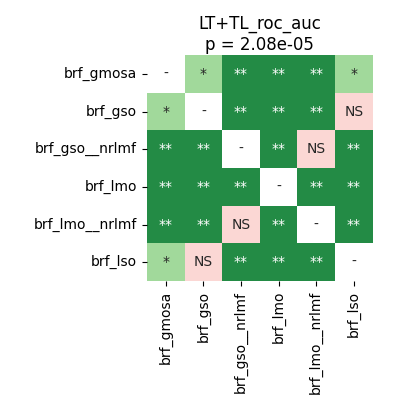 LT+TL_roc_auc
p = 2.08e-05
brf_gmosa - * ** ** ** *
brf_gso * - ** ** ** NS
brf_gso__nrlmf ** ** - ** NS **
brf_lmo ** ** ** - ** **
brf_lmo__nrlmf ** ** NS ** - **
brf_lso * NS ** ** ** -
brf_gmosa
brf_gso
brf_gso__nrlmf
brf_lmo
brf_lmo__nrlmf
brf_lso